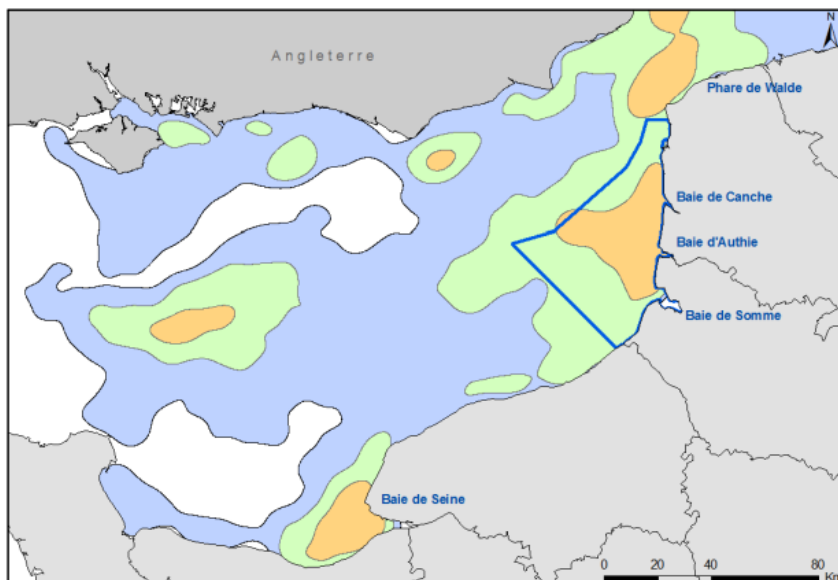 N
Angleterre
Phare de Walde
Baie de Canche
Baie d'Authie
Baie de Somme
Baie de Seine
0 20 40 80